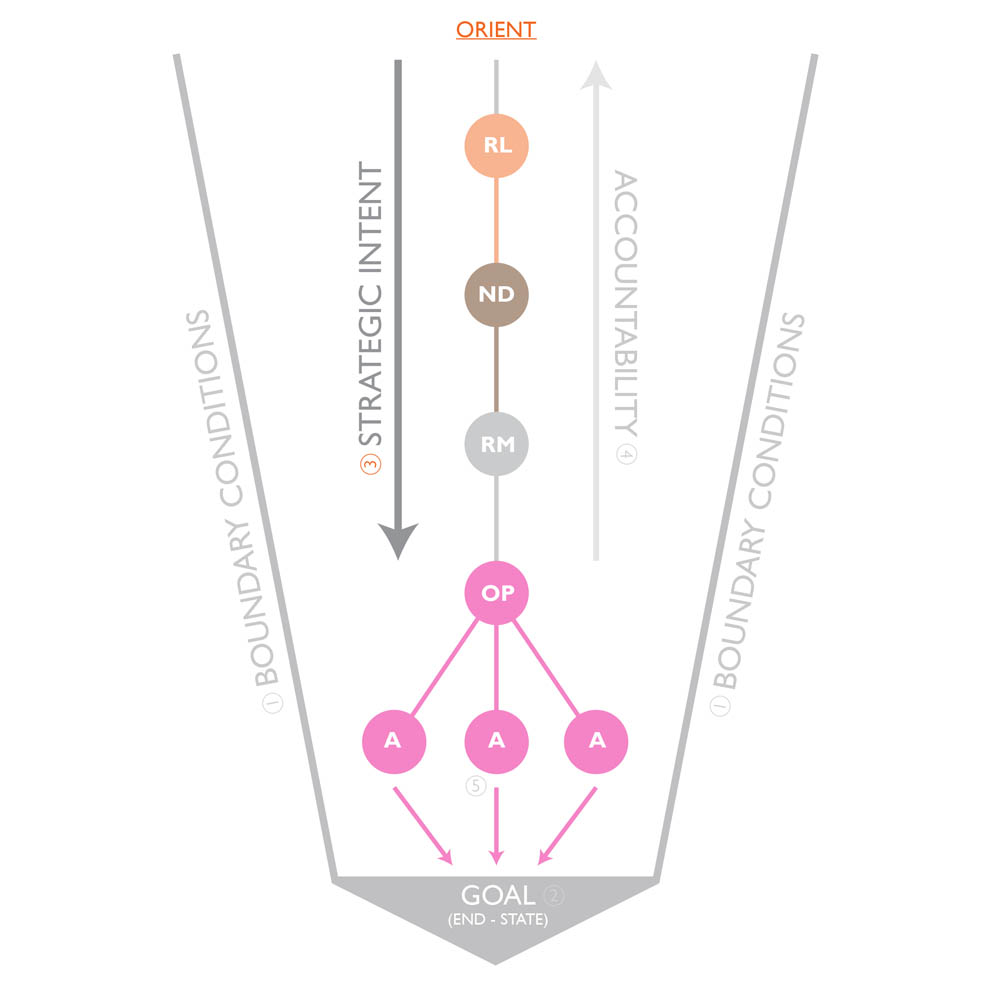 ORIENT
RL
③ STRATEGIC INTENT
ACCOUNTABILITY ④
ND
① BOUNDARY CONDITIONS
① BOUNDARY CONDITIONS
RM
OP
A
A
A
⑤
GOAL ②
(END - STATE)